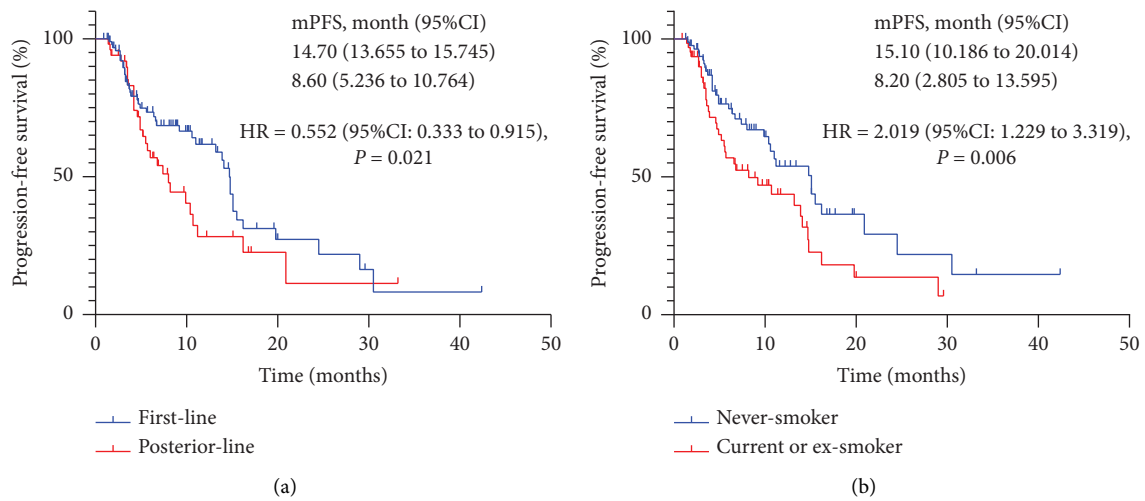 mPFS, month (95%CI)
14.70 (13.655 to 15.745)
8.60 (5.236 to 10.764)
HR = 0.552 (95%CI: 0.333 to 0.915),
P = 0.021
Progression-free survival (%)
100
50
0
0 10 20 30 40 50
Time (months)
First-line
Posterior-line
(a)
mPFS, month (95%CI)
15.10 (10.186 to 20.014)
8.20 (2.805 to 13.595)
HR = 2.019 (95%CI: 1.229 to 3.319),
P = 0.006
Progression-free survival (%)
100
50
0
0 10 20 30 40 50
Time (months)
Never-smoker
Current or ex-smoker
(b)